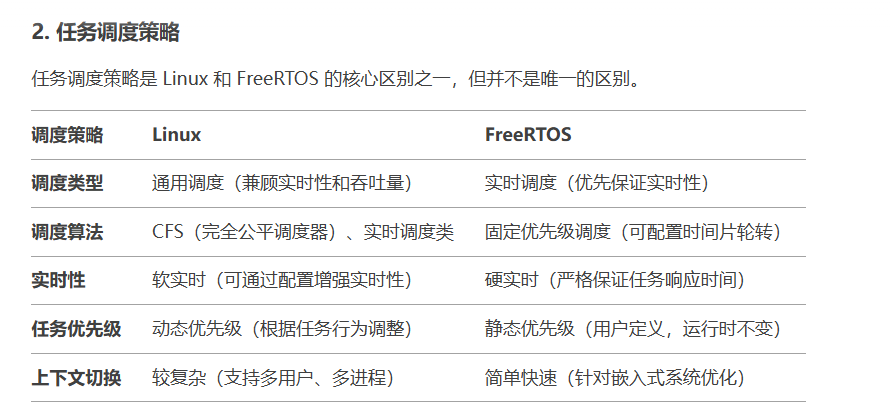 2. 任务调度策略
任务调度策略是 Linux 和 FreeRTOS 的核心区别之一，但并不是唯一的区别。
调度策略 Linux FreeRTOS
调度类型 通用调度（兼顾实时性和吞吐量） 实时调度（优先保证实时性）
调度算法 CFS（完全公平调度器）、实时调度类 固定优先级调度（可配置时间片轮转）
实时性 软实时（可通过配置增强实时性） 硬实时（严格保证任务响应时间）
任务优先级 动态优先级（根据任务行为调整） 静态优先级（用户定义，运行时不变）
上下文切换 较复杂（支持多用户、多进程） 简单快速（针对嵌入式系统优化）